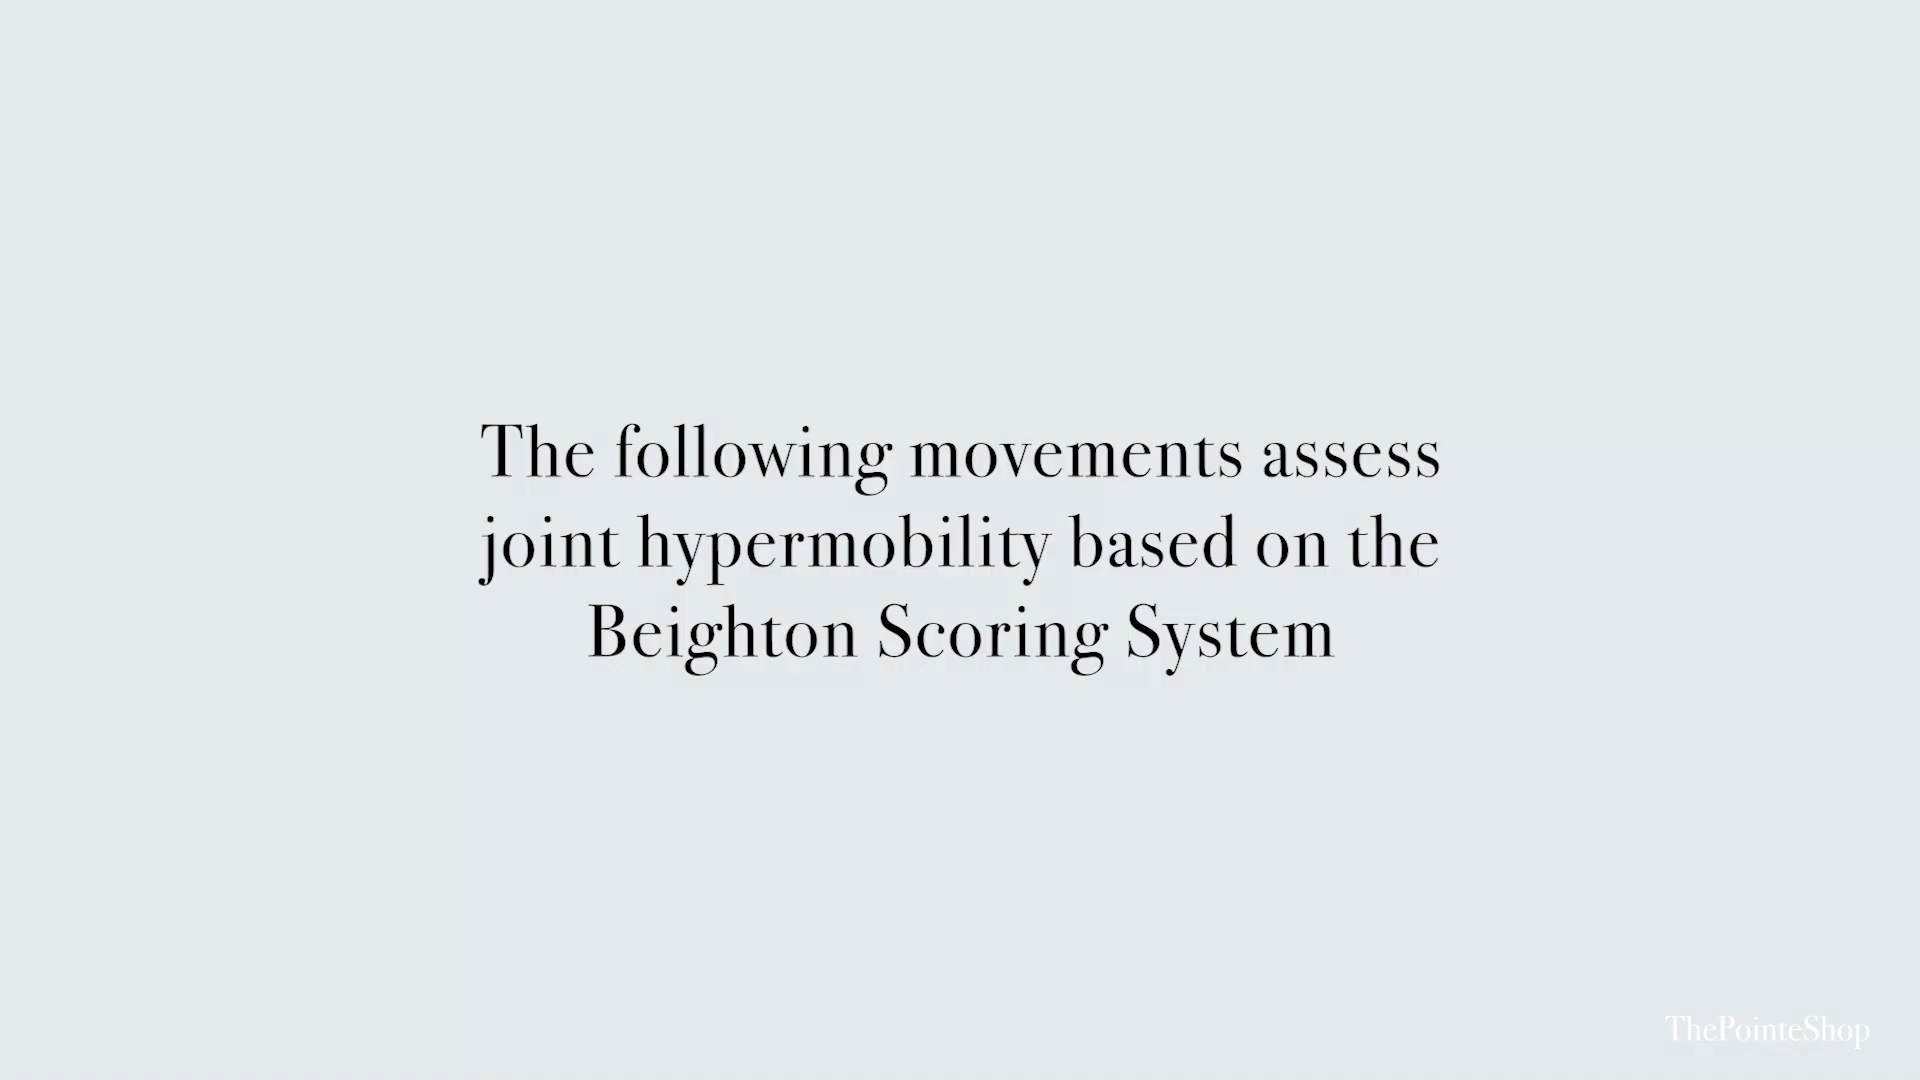 The following movements assess
joint hypermobility based on the
Beighton Scoring System
ThePointeShop